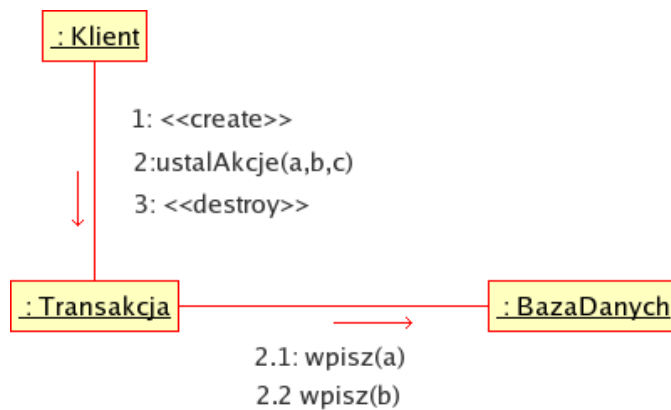 : Klient
1: <<create>>
2:ustalAkcje(a,b,c)
3: <<destroy>>
: Transakcja
: BazaDanych
2.1: wpisz(a)
2.2 wpisz(b)